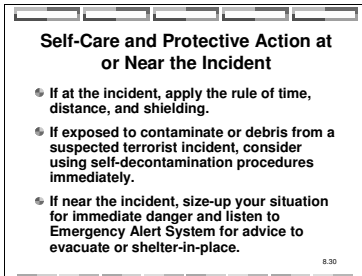 Self-Care and Protective Action at
or Near the Incident
If at the incident, apply the rule of time,
distance, and shielding.
If exposed to contaminate or debris from a
suspected terrorist incident, consider
using self-decontamination procedures
immediately.
If near the incident, size-up your situation
for immediate danger and listen to
Emergency Alert System for advice to
evacuate or shelter-in-place.
8.30